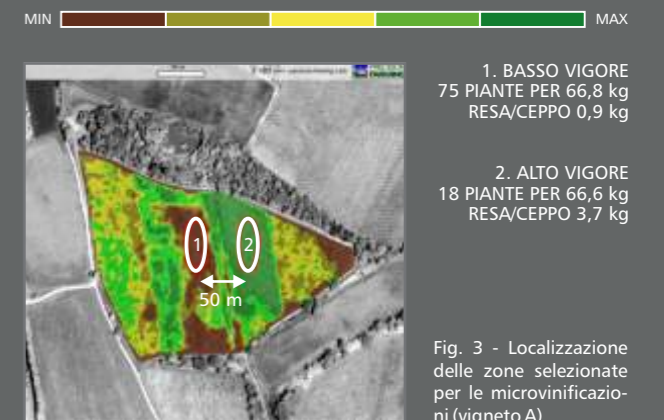 MIN MAX
1. BASSO VIGORE
75 PIANTE PER 66,8 kg
RESA/CEPPO 0,9 kg
2. ALTO VIGORE
18 PIANTE PER 66,6 kg
RESA/CEPPO 3,7 kg
1 2
50 m
Fig. 3 - Localizzazione
delle zone selezionate
per le microvinificazio-
ni (vigneto A)